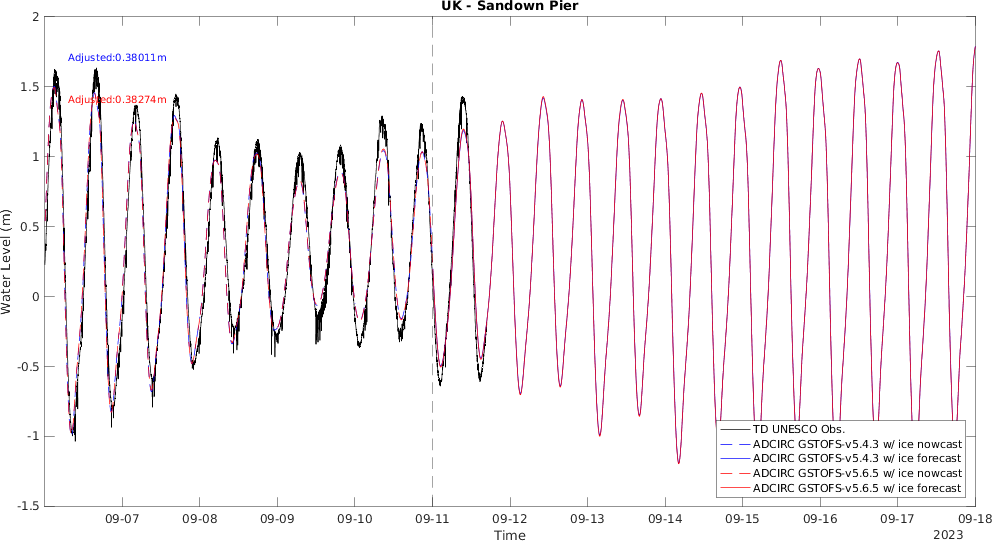 UK - Sandown Pier
Water Level (m)
2
1.5
1
0.5
0
-0.5
-1
-1.5
Adjusted:0.38011m
Adjusted:0.38274m
TD UNESCO Obs.
ADCIRC GSTOFS-v5.4.3 w/ ice nowcast
ADCIRC GSTOFS-v5.4.3 w/ ice forecast
ADCIRC GSTOFS-v5.6.5 w/ ice nowcast
ADCIRC GSTOFS-v5.6.5 w/ ice forecast
09-07 09-08 09-09 09-10 09-11 09-12 09-13 09-14 09-15 09-16 09-17 09-18
Time
2023